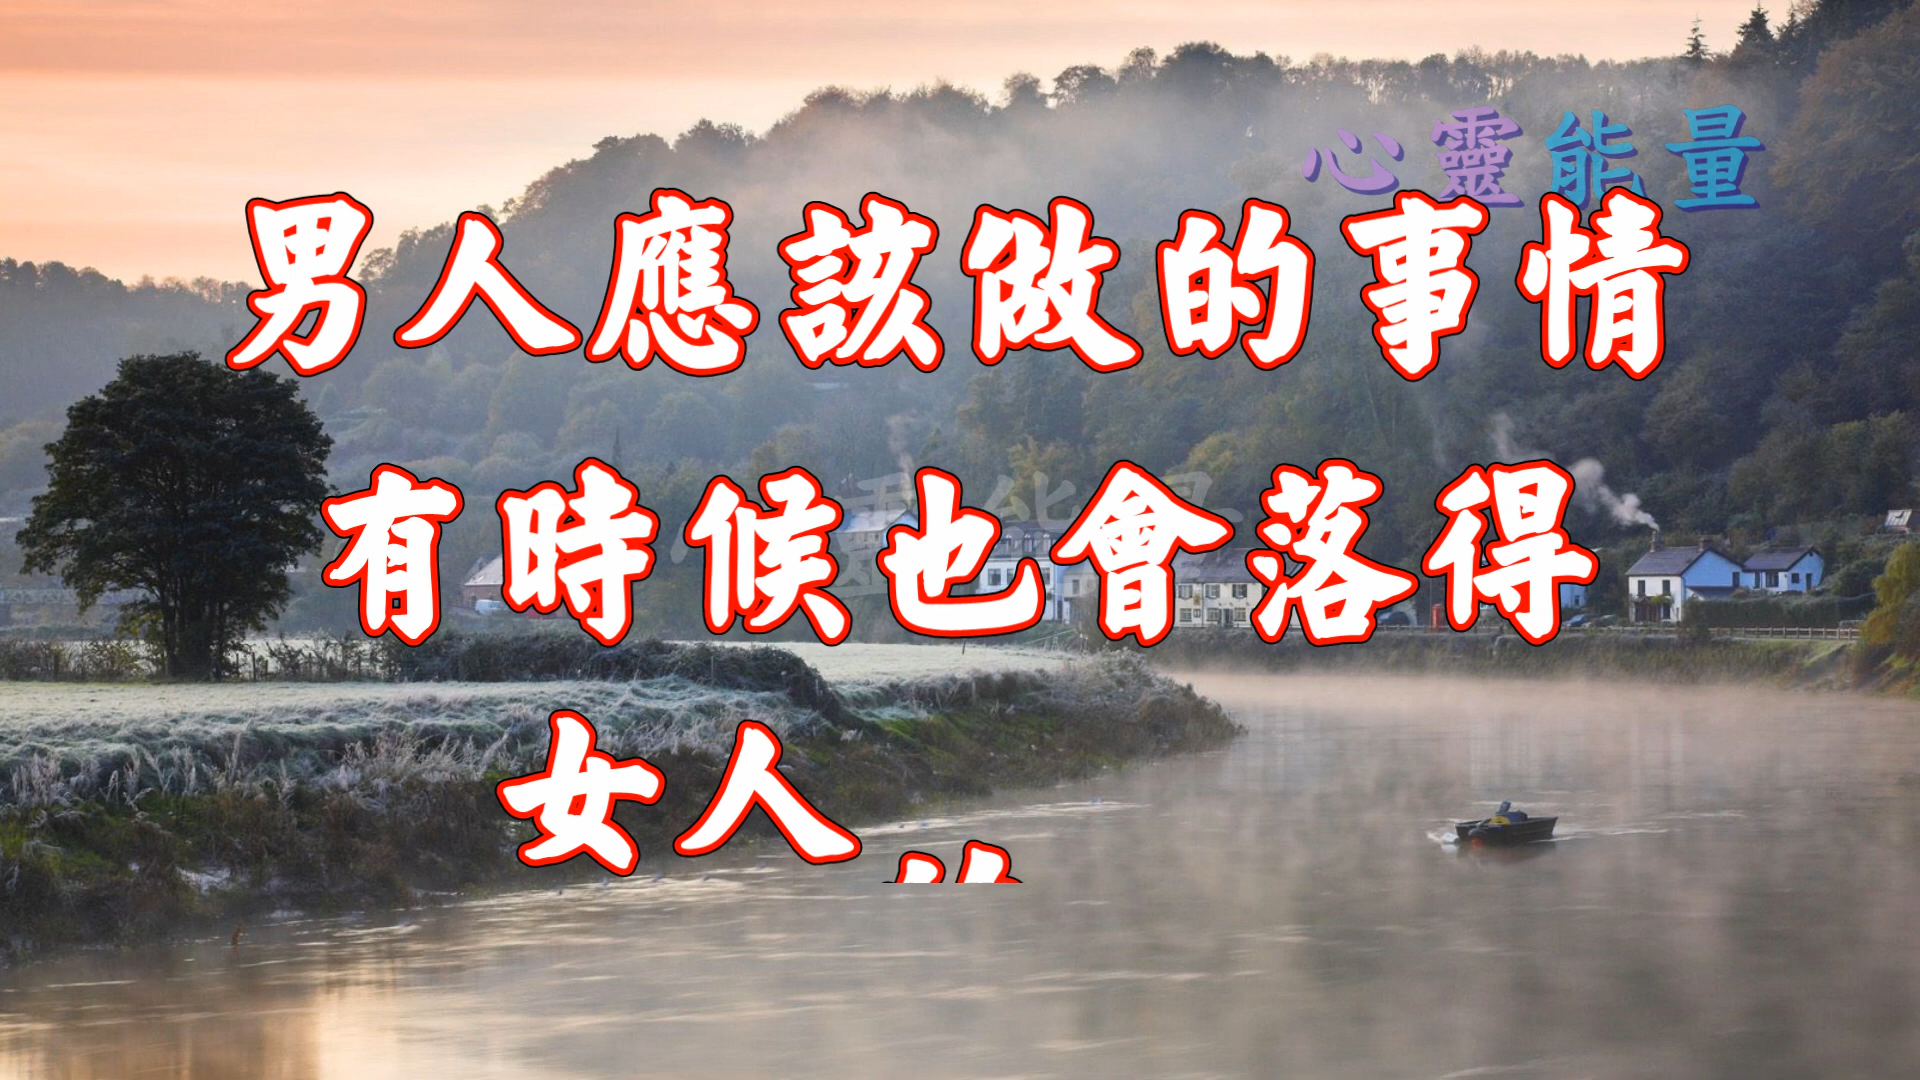 心靈能量
男人應該做的事情
有時候也會落得
女人